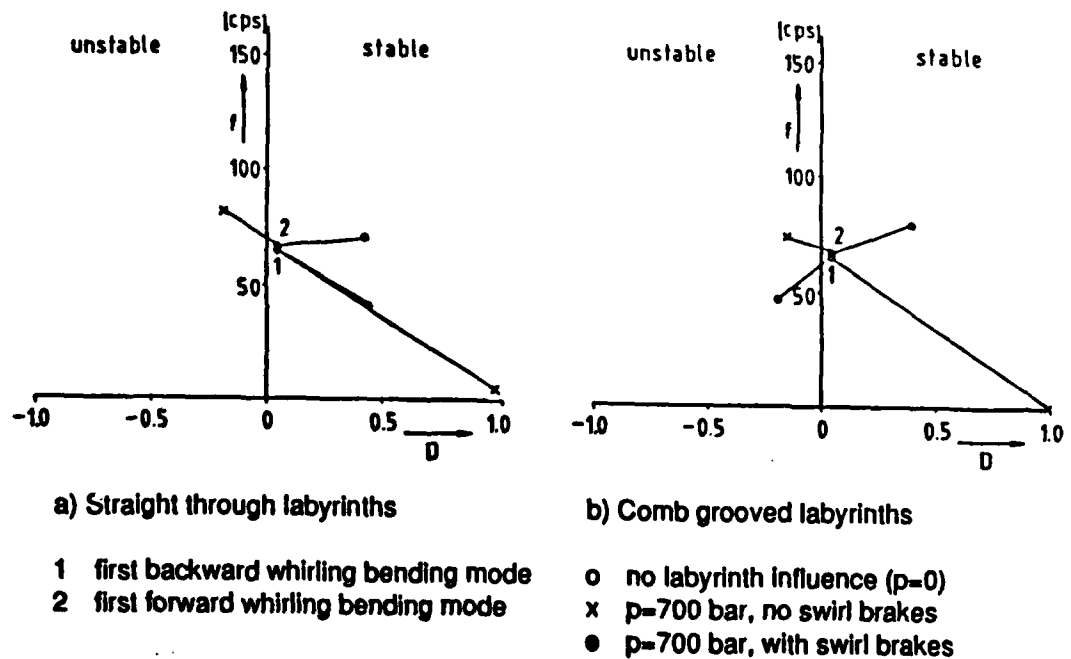 [cps]
unstable
stable
150
f
100
2
1
50
-1.0
-0.5
0
0.5
1.0
D
[cps]
unstable
stable
150
f
100
2
1
50
-1.0
-0.5
0
0.5
1.0
D
a) Straight through labyrinths
1 first backward whirling bending mode
2 first forward whirling bending mode
b) Comb grooved labyrinths
o no labyrinth influence (p=0)
x p=700 bar, no swirl brakes
● p=700 bar, with swirl brakes